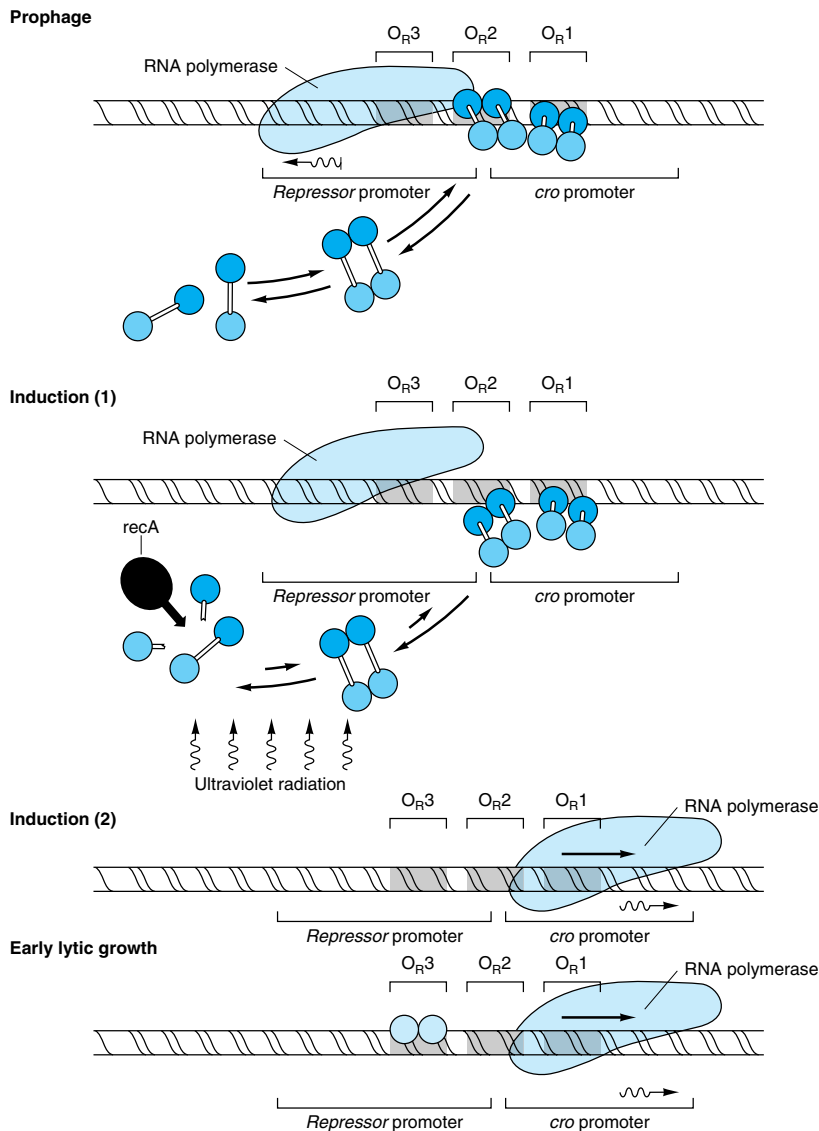 Prophage
O_R3 O_R2 O_R1
RNA polymerase
Repressor promoter cro promoter
Induction (1)
O_R3 O_R2 O_R1
RNA polymerase
recA
Repressor promoter cro promoter
Ultraviolet radiation
Induction (2)
O_R3 O_R2 O_R1
RNA polymerase
Repressor promoter cro promoter
Early lytic growth
O_R3 O_R2 O_R1
RNA polymerase
Repressor promoter cro promoter